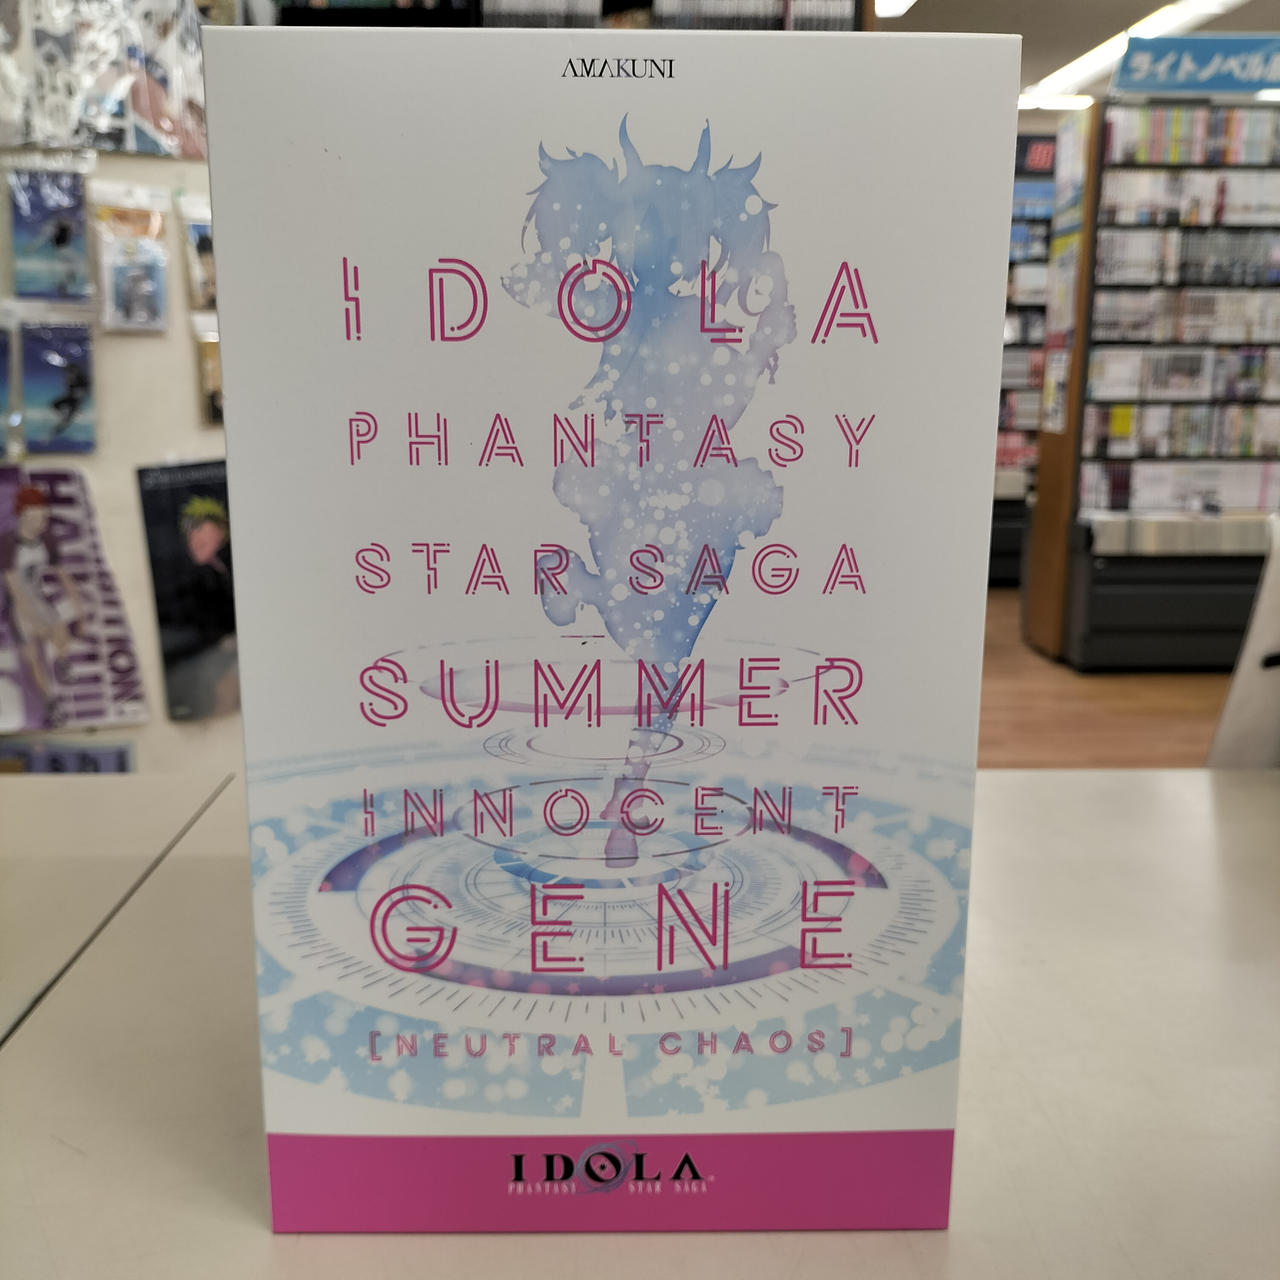 AMAKUNI
IDOLA
PHANTASY
STAR SAGA
SUMMER
INNOCENT
GENE
[NEUTRAL CHAOS]
IDOLA
PHANTASY STAR SAGA
ライトノベル